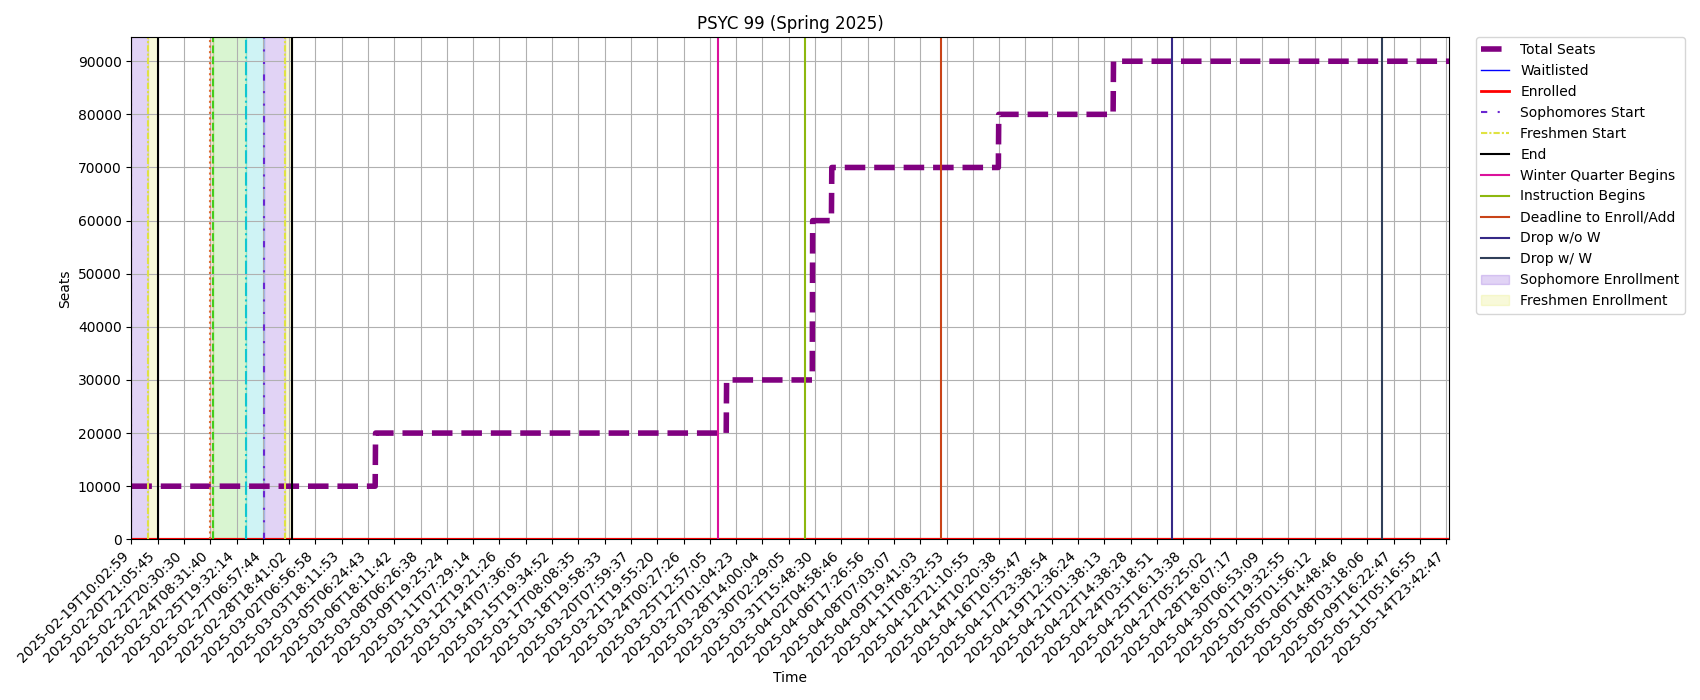 PSYC 99 (Spring 2025)
Seats
90000
80000
70000
60000
50000
40000
30000
20000
10000
0
2025-02-19T10:02:59
2025-02-20T21:05:45
2025-02-22T20:30:30
2025-02-24T08:31:40
2025-02-25T19:32:14
2025-02-27T06:57:44
2025-02-28T18:41:02
2025-03-02T06:56:58
2025-03-03T18:11:53
2025-03-05T06:24:43
2025-03-06T18:11:42
2025-03-08T06:26:38
2025-03-09T19:25:24
2025-03-11T07:29:14
2025-03-12T19:21:26
2025-03-14T07:36:05
2025-03-15T19:34:52
2025-03-17T08:08:35
2025-03-18T19:58:33
2025-03-20T07:59:37
2025-03-21T19:55:20
2025-03-24T00:27:26
2025-03-25T12:57:05
2025-03-27T01:04:23
2025-03-28T14:00:04
2025-03-30T02:29:05
2025-03-31T15:48:30
2025-04-02T04:58:46
2025-04-06T17:26:56
2025-04-08T07:03:07
2025-04-09T19:41:03
2025-04-11T08:32:53
2025-04-12T21:10:55
2025-04-14T10:20:38
2025-04-16T10:55:47
2025-04-17T23:38:54
2025-04-19T12:36:24
2025-04-21T01:38:13
2025-04-22T14:38:28
2025-04-24T03:18:51
2025-04-25T16:13:38
2025-04-27T05:25:02
2025-04-28T18:07:17
2025-04-30T06:53:09
2025-05-01T19:32:55
2025-05-05T01:56:12
2025-05-06T14:48:46
2025-05-08T03:18:06
2025-05-09T16:22:47
2025-05-11T05:16:55
2025-05-14T23:42:47
Time
Total Seats
Waitlisted
Enrolled
Sophomores Start
Freshmen Start
End
Winter Quarter Begins
Instruction Begins
Deadline to Enroll/Add
Drop w/o W
Drop w/ W
Sophomore Enrollment
Freshmen Enrollment